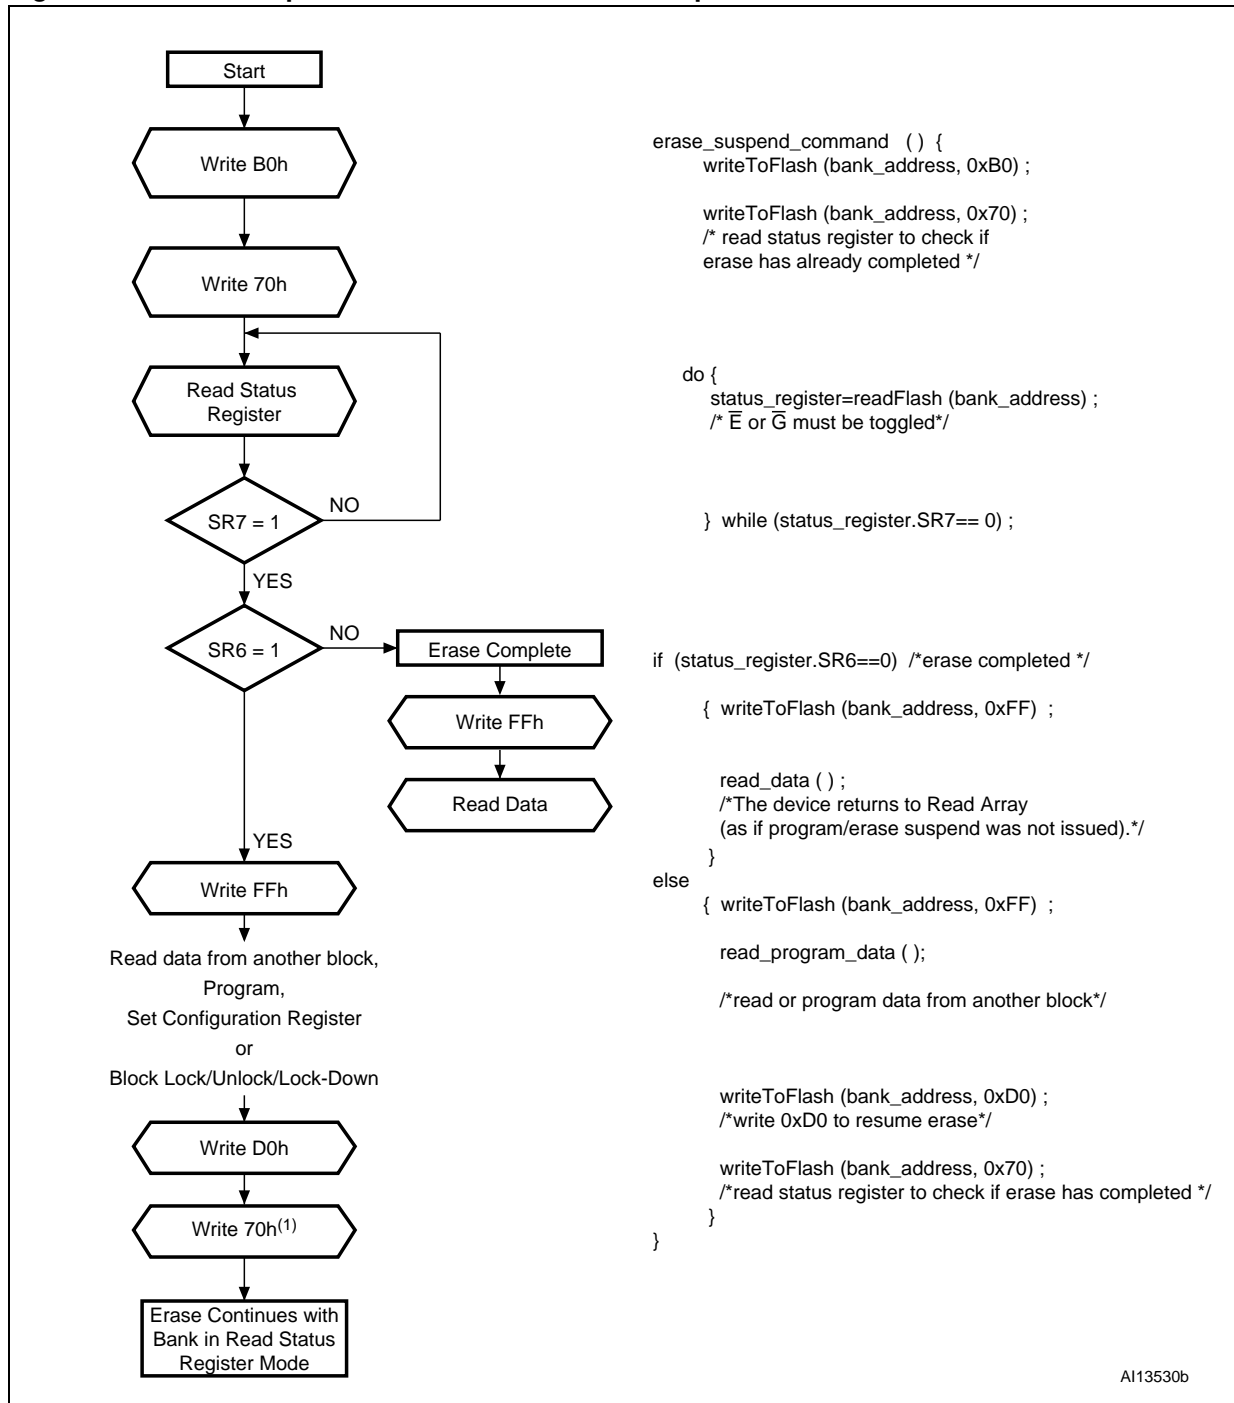 Start
Write B0h
Write 70h
Read Status
Register
SR7 = 1
NO
YES
SR6 = 1
NO
Erase Complete
Write FFh
Read Data
YES
Write FFh
Read data from another block,
Program,
Set Configuration Register
or
Block Lock/Unlock/Lock-Down
Write D0h
Write 70h(1)
Erase Continues with
Bank in Read Status
Register Mode
erase_suspend_command ( ) {
writeToFlash (bank_address, 0xB0) ;
writeToFlash (bank_address, 0x70) ;
/* read status register to check if
erase has already completed */
do {
status_register=readFlash (bank_address) ;
/* E̅ or G̅ must be toggled*/
} while (status_register.SR7== 0) ;
if (status_register.SR6==0) /*erase completed */
{ writeToFlash (bank_address, 0xFF) ;
read_data ( ) ;
/*The device returns to Read Array
(as if program/erase suspend was not issued).*/
}
else
{ writeToFlash (bank_address, 0xFF) ;
read_program_data ( );
/*read or program data from another block*/
writeToFlash (bank_address, 0xD0) ;
/*write 0xD0 to resume erase*/
writeToFlash (bank_address, 0x70) ;
/*read status register to check if erase has completed */
}
}
AI13530b